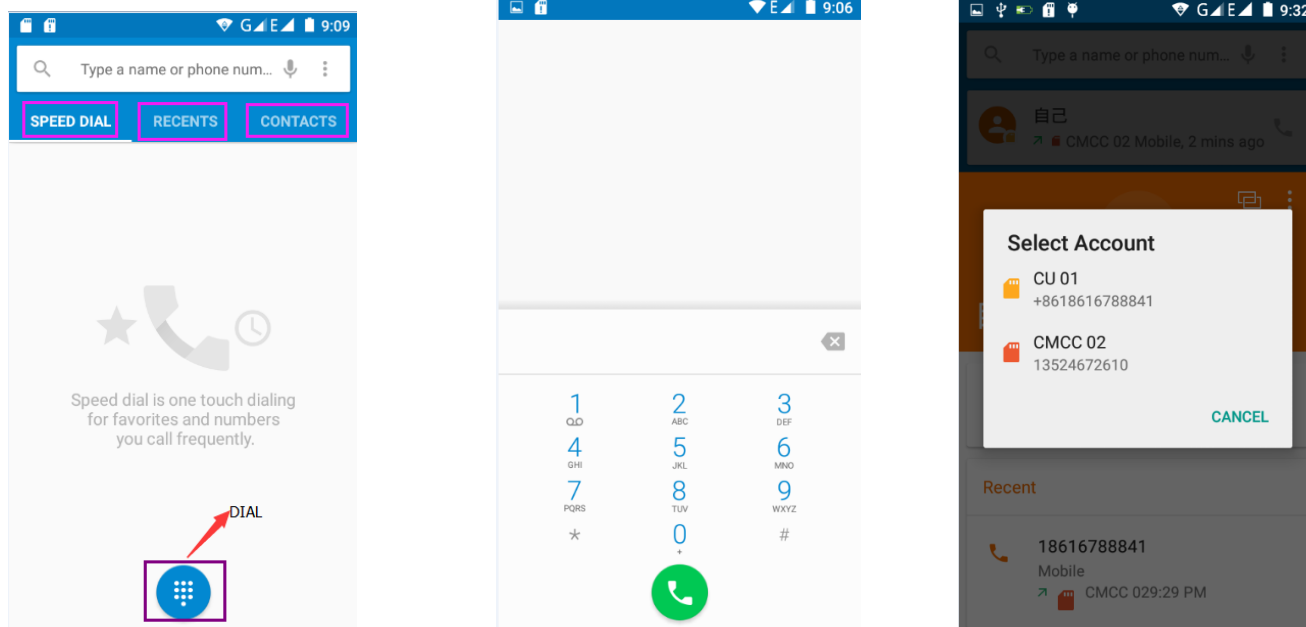 G E 9:09
Type a name or phone num...
SPEED DIAL RECENTS CONTACTS
Speed dial is one touch dialing
for favorites and numbers
you call frequently.
DIAL
E 9:06
1 2 3
ABC DEF
4 5 6
GHI JKL MNO
7 8 9
PQRS TUV WXYZ
* 0 #
+
G E 9:32
Type a name or phone num...
自己
CMCC 02 Mobile, 2 mins ago
Select Account
CU 01
+8618616788841
CMCC 02
13524672610
CANCEL
Recent
18616788841
Mobile
CMCC 029:29 PM